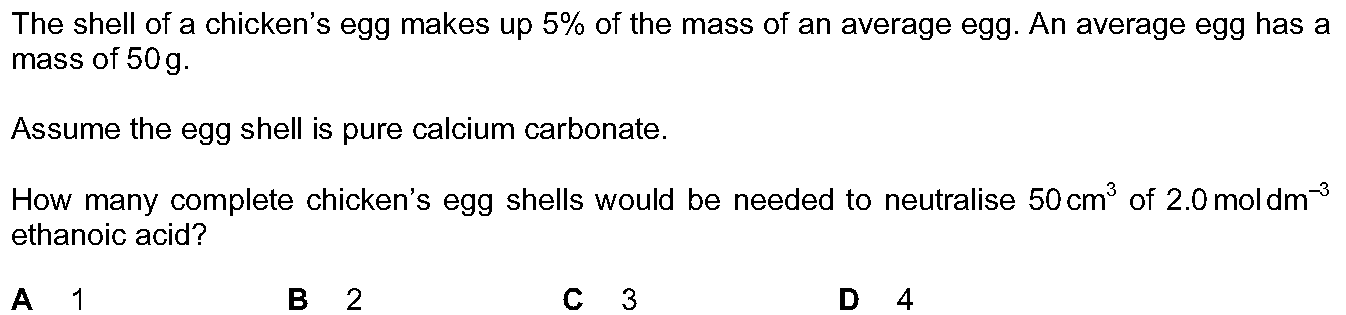 The shell of a chicken’s egg makes up 5% of the mass of an average egg. An average egg has a
mass of 50 g.
Assume the egg shell is pure calcium carbonate.
How many complete chicken’s egg shells would be needed to neutralise 50 cm³ of 2.0 mol dm⁻³
ethanoic acid?
A 1 B 2 C 3 D 4